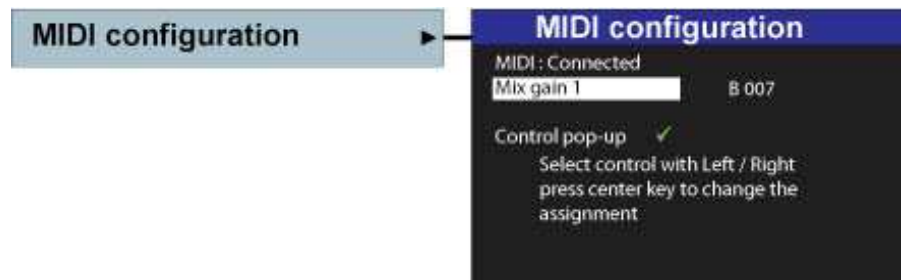 MIDI configuration
MIDI configuration
MIDI : Connected
Mix gain 1 B 007
Control pop-up ✓
Select control with Left / Right
press center key to change the
assignment